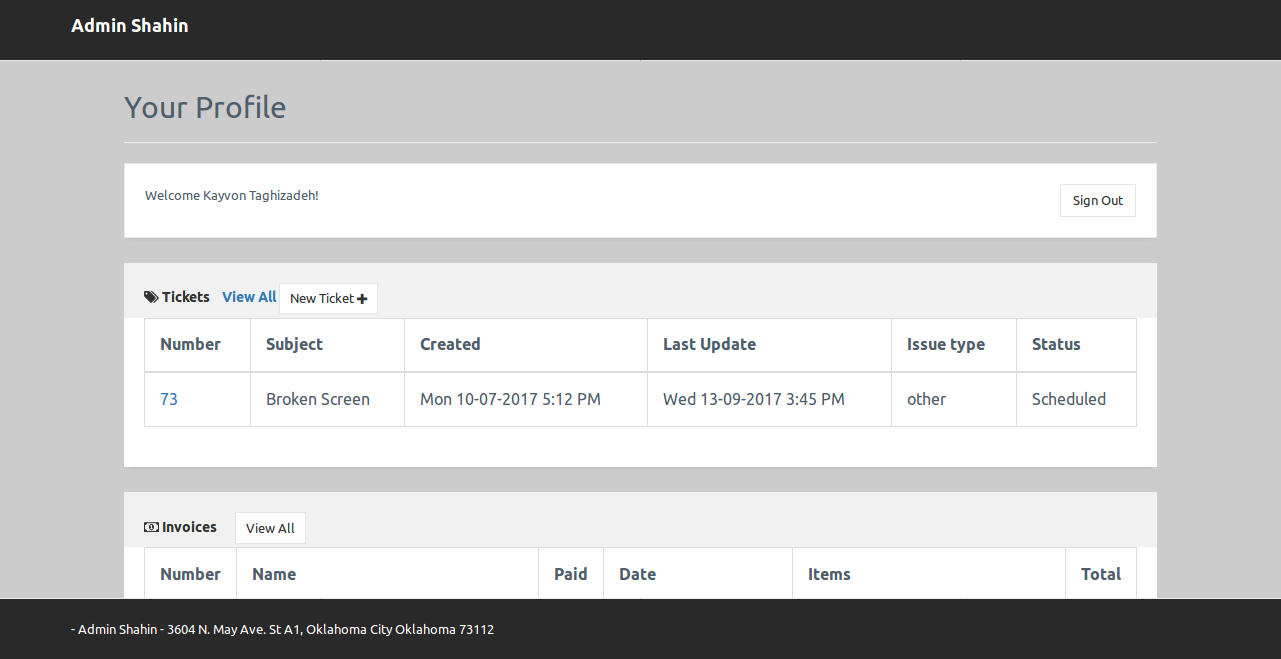 Admin Shahin
Your Profile
Welcome Kayvon Taghizadeh!
Sign Out
Tickets View All New Ticket
Number Subject Created Last Update Issue type Status
73 Broken Screen Mon 10-07-2017 5:12 PM Wed 13-09-2017 3:45 PM other Scheduled
Invoices View All
Number Name Paid Date Items Total
- Admin Shahin - 3604 N. May Ave. St A1, Oklahoma City Oklahoma 73112